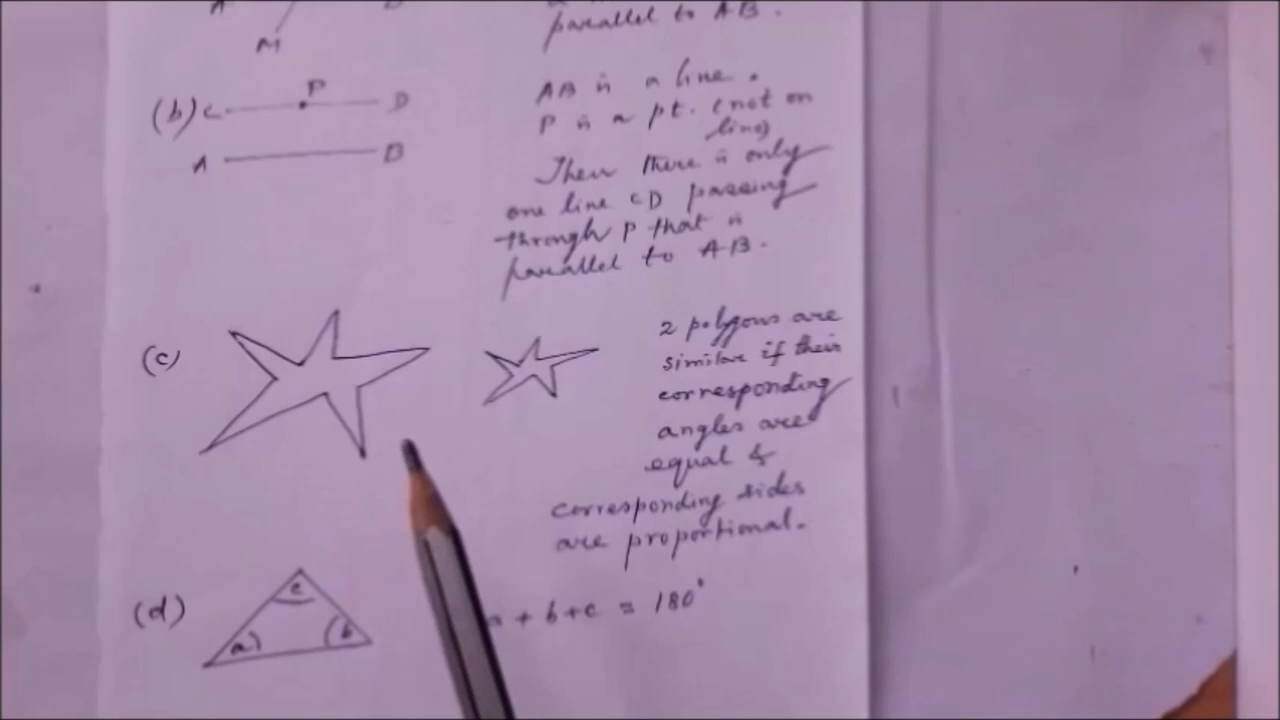 A B
M
parallel to AB.
(b) C P D
A B
AB is a line.
P is a pt. (not on
line)
Then there is only
one line CD passing
through P that is
parallel to AB.
(c)
2 polygons are
similar if their
corresponding
angles are
equal &
corresponding sides
are proportional.
(d)
c
a b
a + b + c = 180°